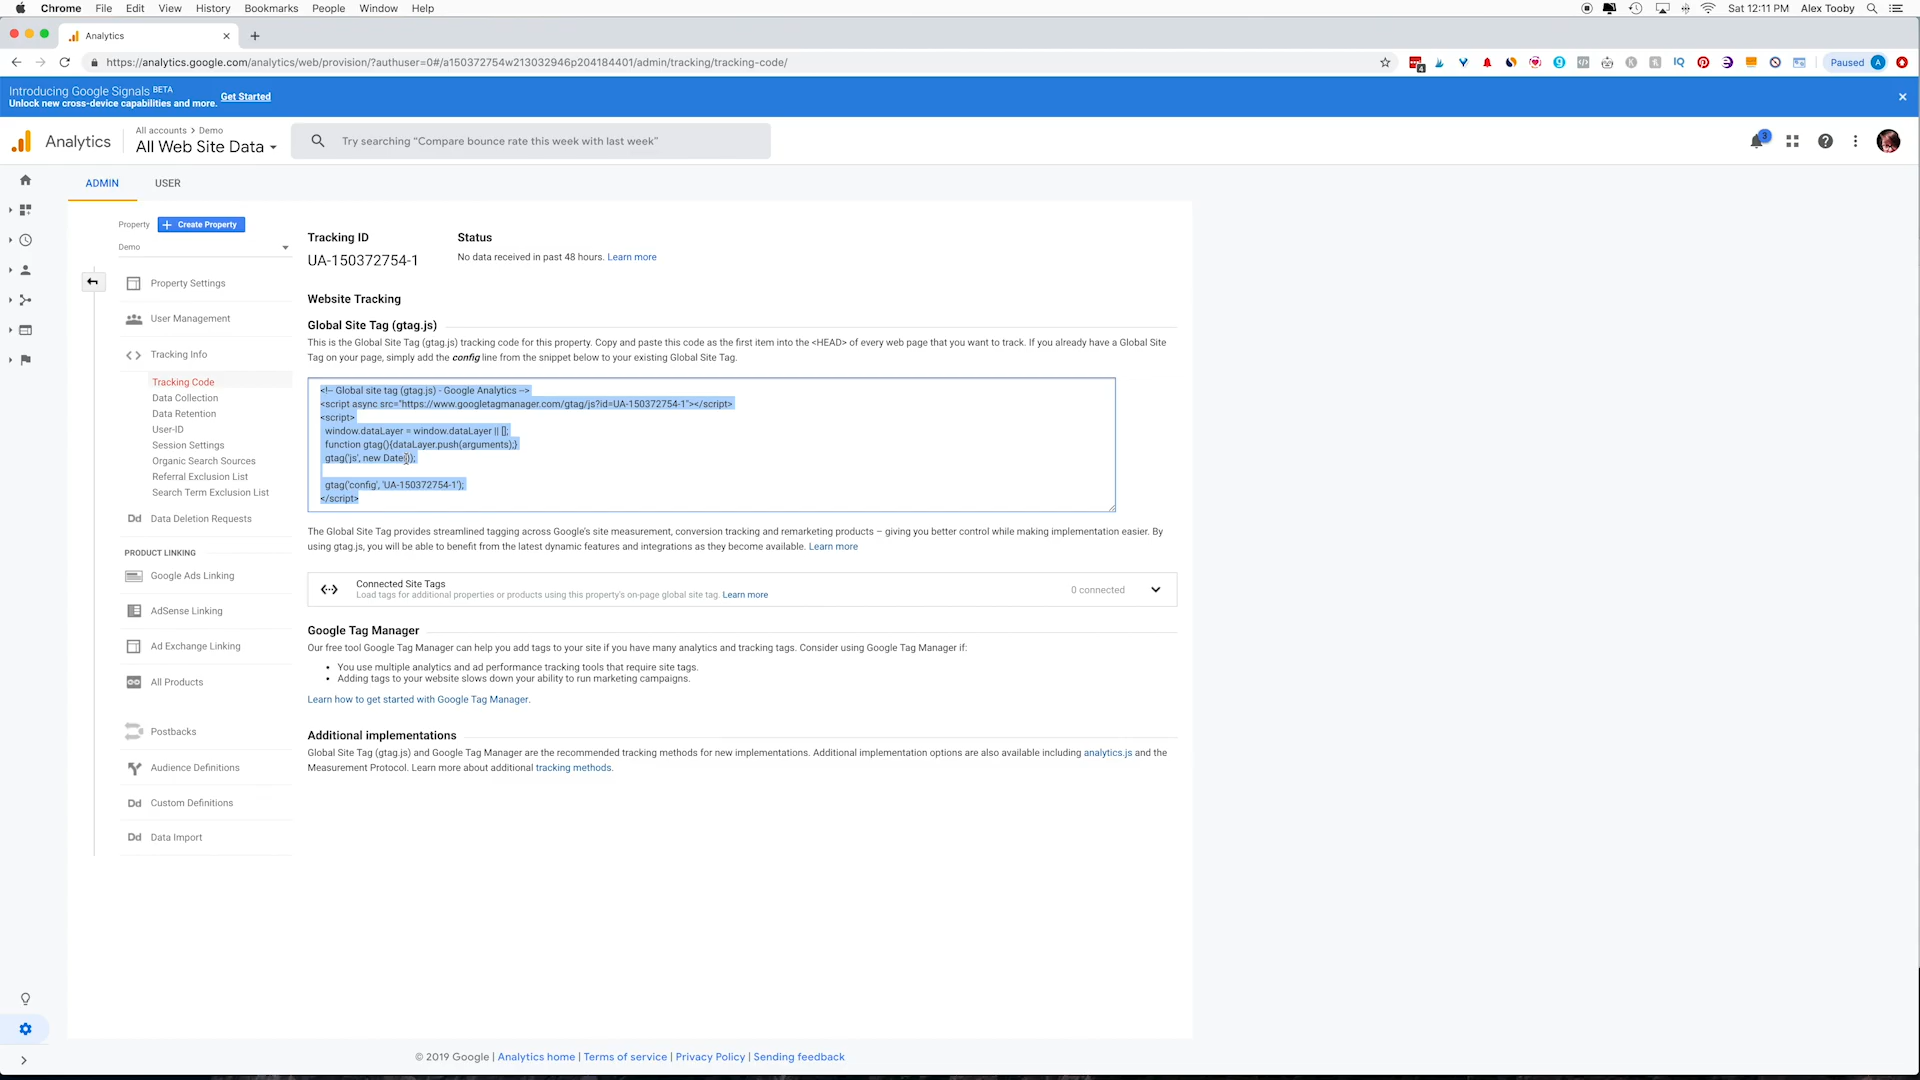 Chrome File Edit View History Bookmarks People Window Help
Sat 12:11 PM Alex Tooby
Analytics
https://analytics.google.com/analytics/web/provision/?authuser=0#/a150372754w213032946p204184401/admin/tracking/tracking-code/
4
IQ
Paused A
Introducing Google Signals BETA
Unlock new cross-device capabilities and more. Get Started
Analytics
All accounts > Demo
All Web Site Data
Try searching “Compare bounce rate this week with last week”
3
ADMIN USER
Property + Create Property
Demo
Property Settings
User Management
Tracking Info
Tracking Code
Data Collection
Data Retention
User-ID
Session Settings
Organic Search Sources
Referral Exclusion List
Search Term Exclusion List
Dd Data Deletion Requests
PRODUCT LINKING
Google Ads Linking
AdSense Linking
Ad Exchange Linking
All Products
Postbacks
Audience Definitions
Dd Custom Definitions
Dd Data Import
Tracking ID
UA-150372754-1
Status
No data received in past 48 hours. Learn more
Website Tracking
Global Site Tag (gtag.js)
This is the Global Site Tag (gtag.js) tracking code for this property. Copy and paste this code as the first item into the <HEAD> of every web page that you want to track. If you already have a Global Site
Tag on your page, simply add the config line from the snippet below to your existing Global Site Tag.
<!-- Global site tag (gtag.js) - Google Analytics -->
<script async src="https://www.googletagmanager.com/gtag/js?id=UA-150372754-1"></script>
<script>
window.dataLayer = window.dataLayer || [];
function gtag(){dataLayer.push(arguments);}
gtag('js', new Date());
gtag('config', 'UA-150372754-1');
</script>
The Global Site Tag provides streamlined tagging across Google’s site measurement, conversion tracking and remarketing products – giving you better control while making implementation easier. By
using gtag.js, you will be able to benefit from the latest dynamic features and integrations as they become available. Learn more
Connected Site Tags
Load tags for additional properties or products using this property's on-page global site tag. Learn more
0 connected
Google Tag Manager
Our free tool Google Tag Manager can help you add tags to your site if you have many analytics and tracking tags. Consider using Google Tag Manager if:
• You use multiple analytics and ad performance tracking tools that require site tags.
• Adding tags to your website slows down your ability to run marketing campaigns.
Learn how to get started with Google Tag Manager.
Additional implementations
Global Site Tag (gtag.js) and Google Tag Manager are the recommended tracking methods for new implementations. Additional implementation options are also available including analytics.js and the
Measurement Protocol. Learn more about additional tracking methods.
© 2019 Google | Analytics home | Terms of service | Privacy Policy | Sending feedback